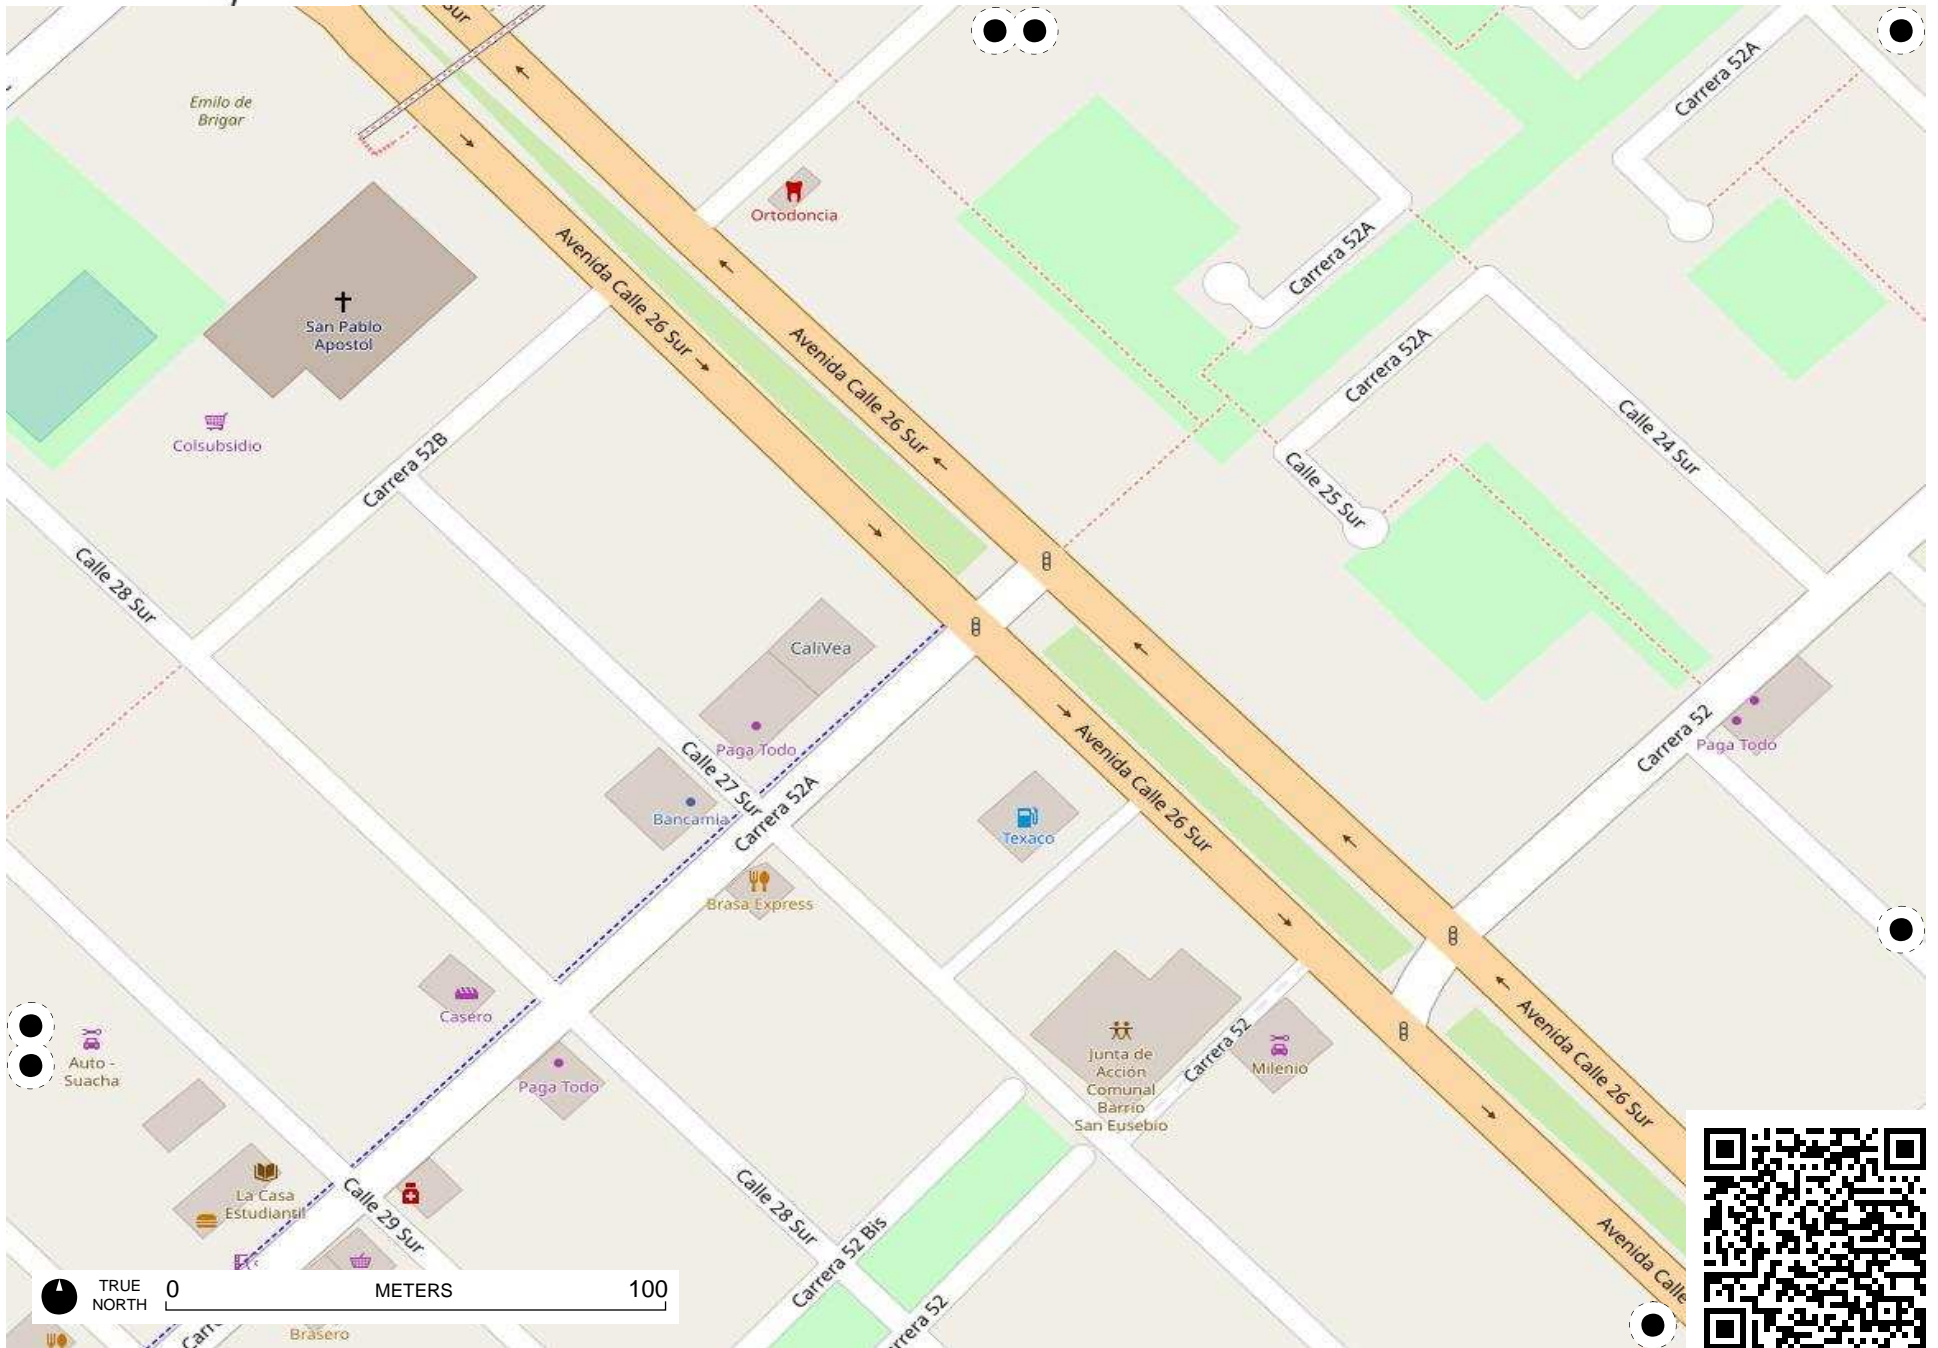 Sur
Carrera 52A
Emilo de
Brigar
Ortodoncia
Avenida Calle 26 Sur
Carrera 52A
San Pablo
Apostol
Avenida Calle 26 Sur
Carrera 52A
Colsubsidio
Carrera 52B
Calle 24 Sur
Calle 25 Sur
Calle 28 Sur
CaliVea
Paga Todo
Calle 27 Sur
Carrera 52
Paga Todo
Avenida Calle 26 Sur
Bancamia
Carrera 52A
Texaco
Brasa Express
Casero
Auto -
Suacha
Paga Todo
Junta de
Acción
Comunal
Barrio
San Eusebio
Carrera 52
Milenio
Avenida Calle 26 Sur
La Casa
Estudiantil
Calle 29 Sur
Calle 28 Sur
Carrera 52 Bis
Avenida Calle
TRUE
NORTH
0 METERS 100
Carr
Brasero
rrera 52